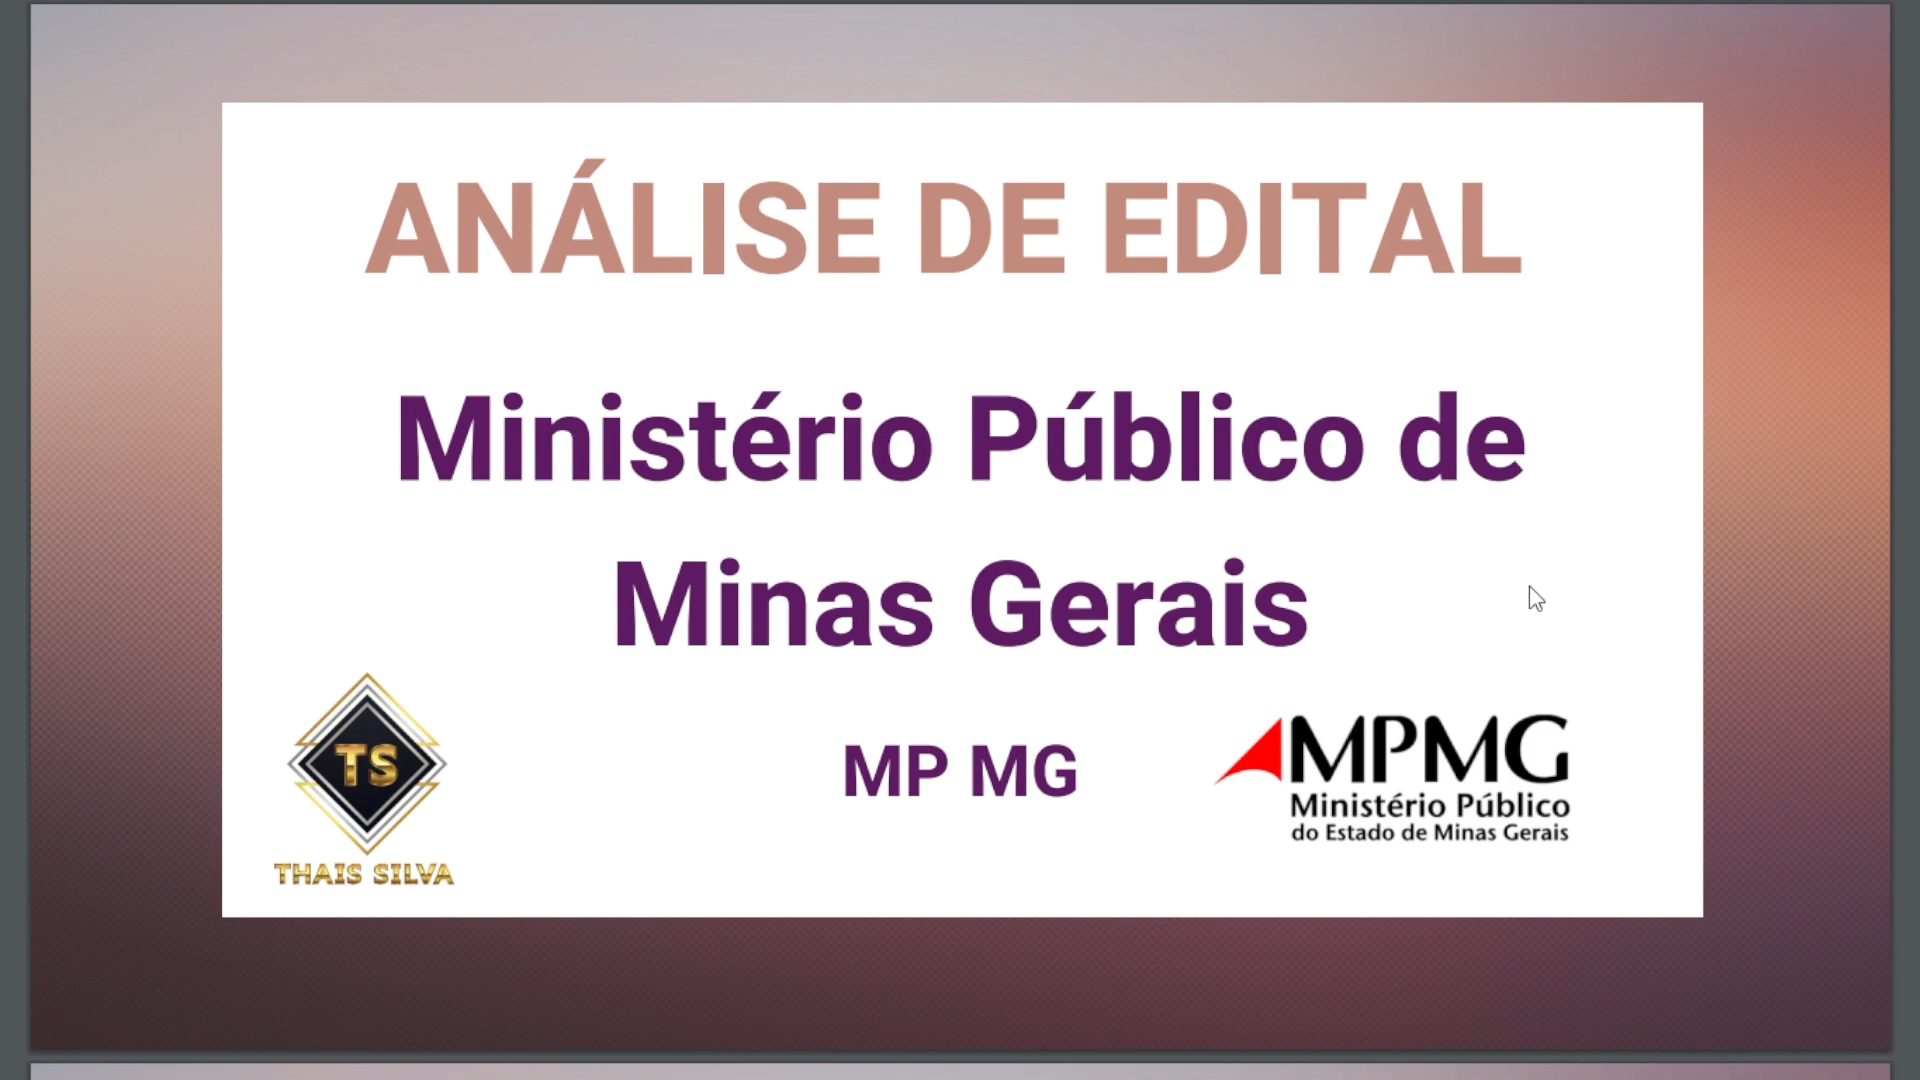 ANÁLISE DE EDITAL
Ministério Público de
Minas Gerais
MP MG
TS
THAIS SILVA
MPMG
Ministério Público
do Estado de Minas Gerais